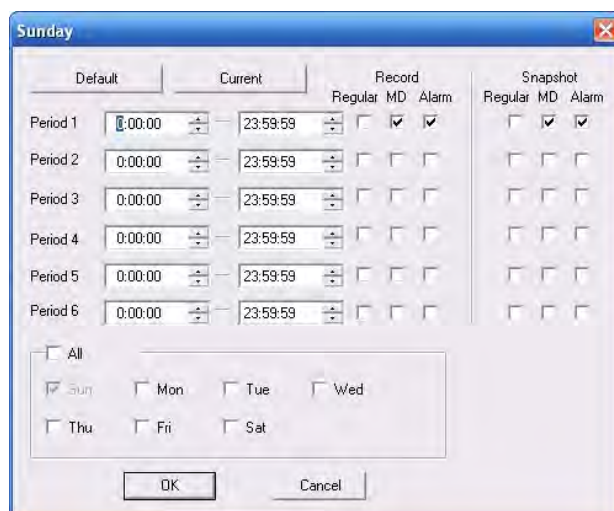 Sunday
Default Current Record Snapshot
Regular MD Alarm Regular MD Alarm
Period 1 0:00:00 — 23:59:59
Period 2 0:00:00 — 23:59:59
Period 3 0:00:00 — 23:59:59
Period 4 0:00:00 — 23:59:59
Period 5 0:00:00 — 23:59:59
Period 6 0:00:00 — 23:59:59
All
Sun Mon Tue Wed
Thu Fri Sat
OK Cancel